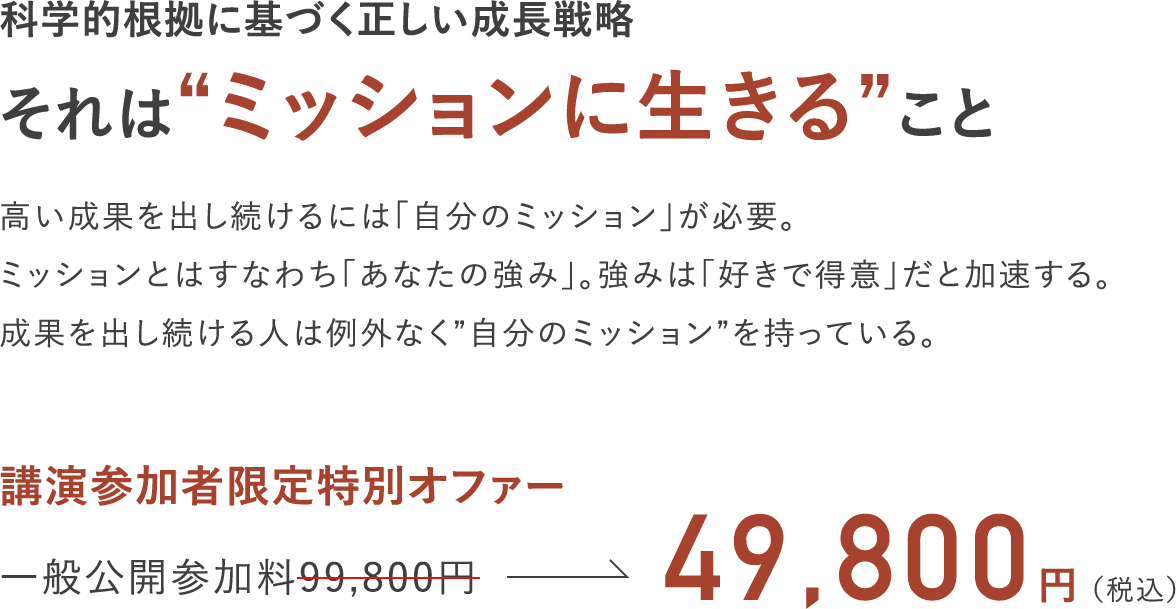 科学的根拠に基づく正しい成長戦略
それは“ミッションに生きる”こと
高い成果を出し続けるには「自分のミッション」が必要。
ミッションとはすなわち「あなたの強み」。強みは「好きで得意」だと加速する。
成果を出し続ける人は例外なく”自分のミッション”を持っている。
講演参加者限定特別オファー
一般公開参加料99,800円 → 49,800円（税込）